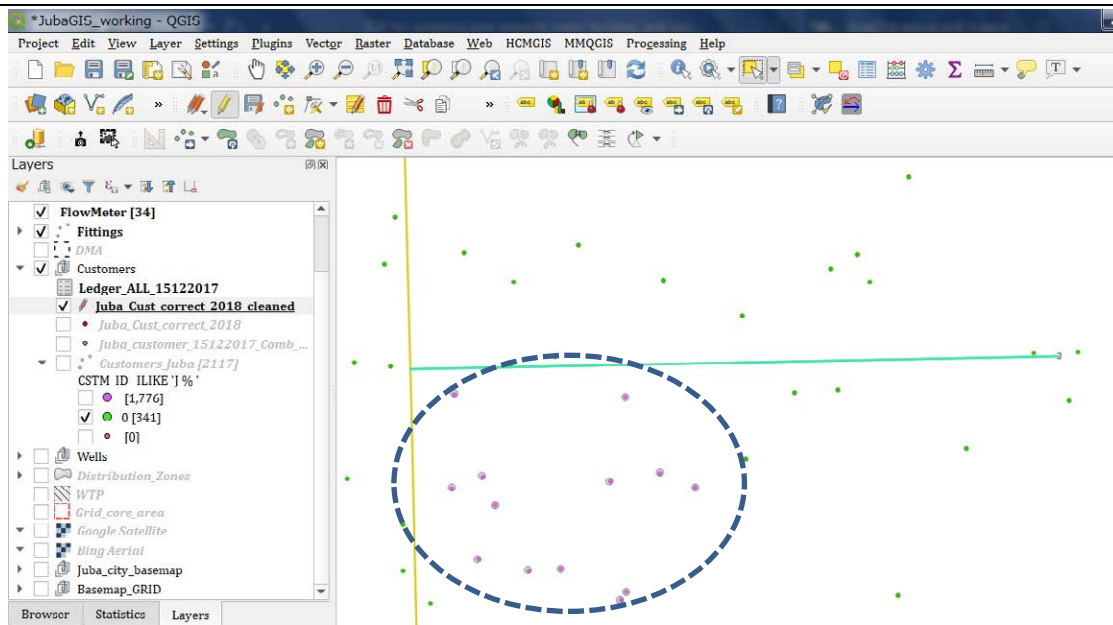 *JubaGIS_working - QGIS
Project Edit View Layer Settings Plugins Vector Raster Database Web HCMGIS MMQGIS Processing Help
Layers
FlowMeter [34]
Fittings
DMA
Customers
Ledger_ALL_15122017
Juba_Cust_correct_2018_cleaned
Juba_Cust_correct_2018
Juba_customer_15122017_Comb_...
Customers_Juba [2117]
CSTM_ID ILIKE 'J %'
[1,776]
0 [341]
[0]
Wells
Distribution_Zones
WTP
Grid_core_area
Google Satellite
Bing Aerial
Juba_city_basemap
Basemap_GRID
Browser Statistics Layers